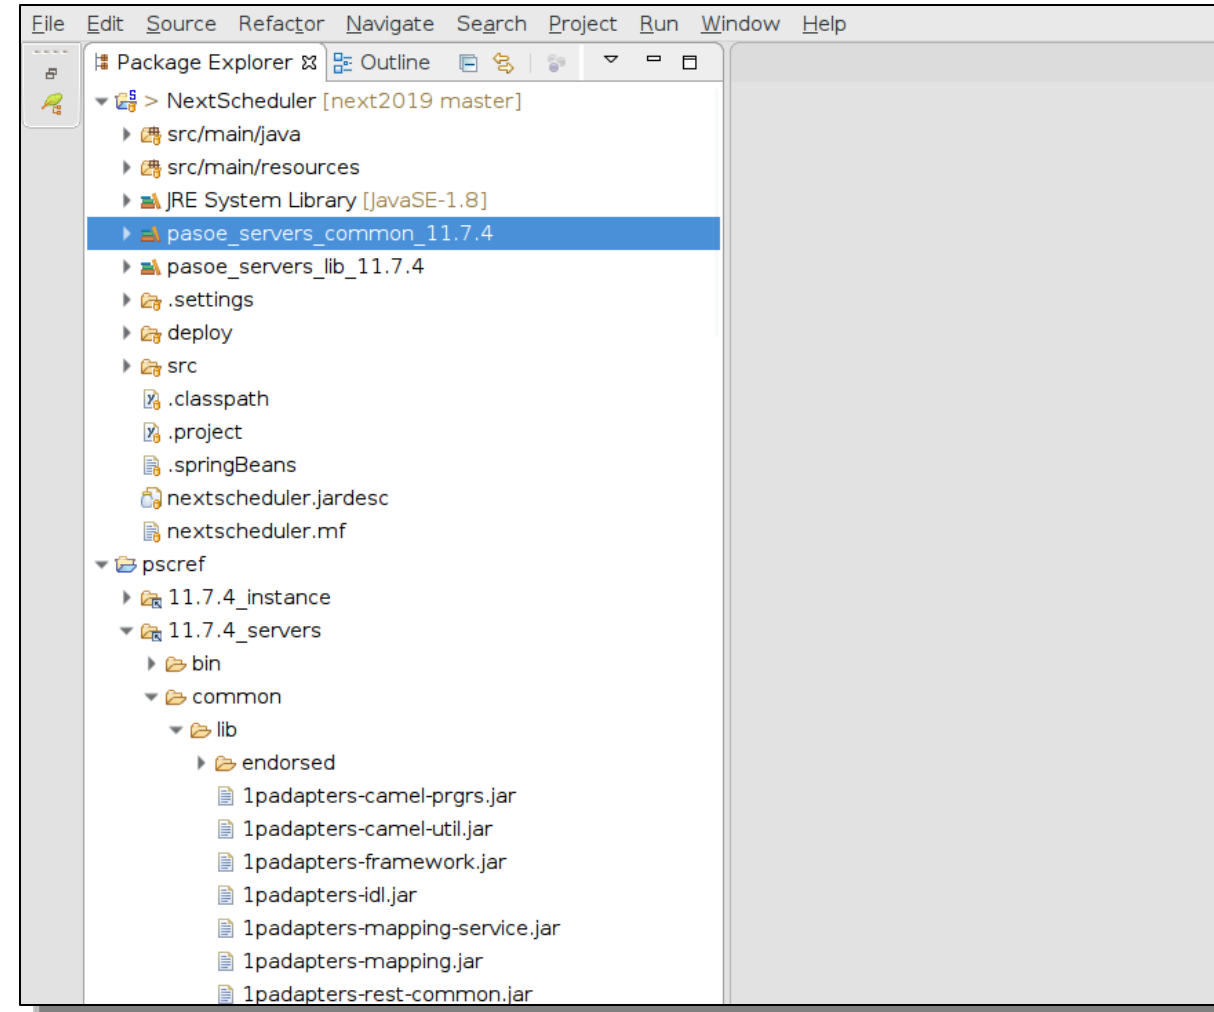 File Edit Source Refactor Navigate Search Project Run Window Help
Package Explorer Outline
> NextScheduler [next2019 master]
src/main/java
src/main/resources
JRE System Library [JavaSE-1.8]
pasoe_servers_common_11.7.4
pasoe_servers_lib_11.7.4
.settings
deploy
src
.classpath
.project
.springBeans
nextscheduler.jardesc
nextscheduler.mf
pscref
11.7.4_instance
11.7.4_servers
bin
common
lib
endorsed
1padapters-camel-prgrs.jar
1padapters-camel-util.jar
1padapters-framework.jar
1padapters-idl.jar
1padapters-mapping-service.jar
1padapters-mapping.jar
1padapters-rest-common.jar